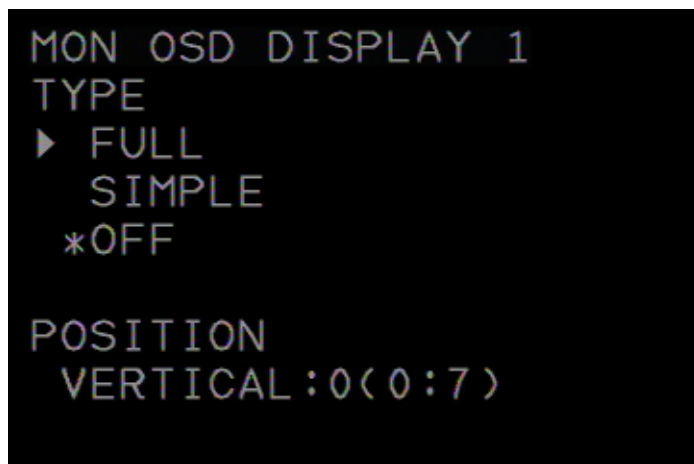 MON OSD DISPLAY 1
TYPE
▶ FULL
SIMPLE
*OFF
POSITION
VERTICAL:0(0:7)